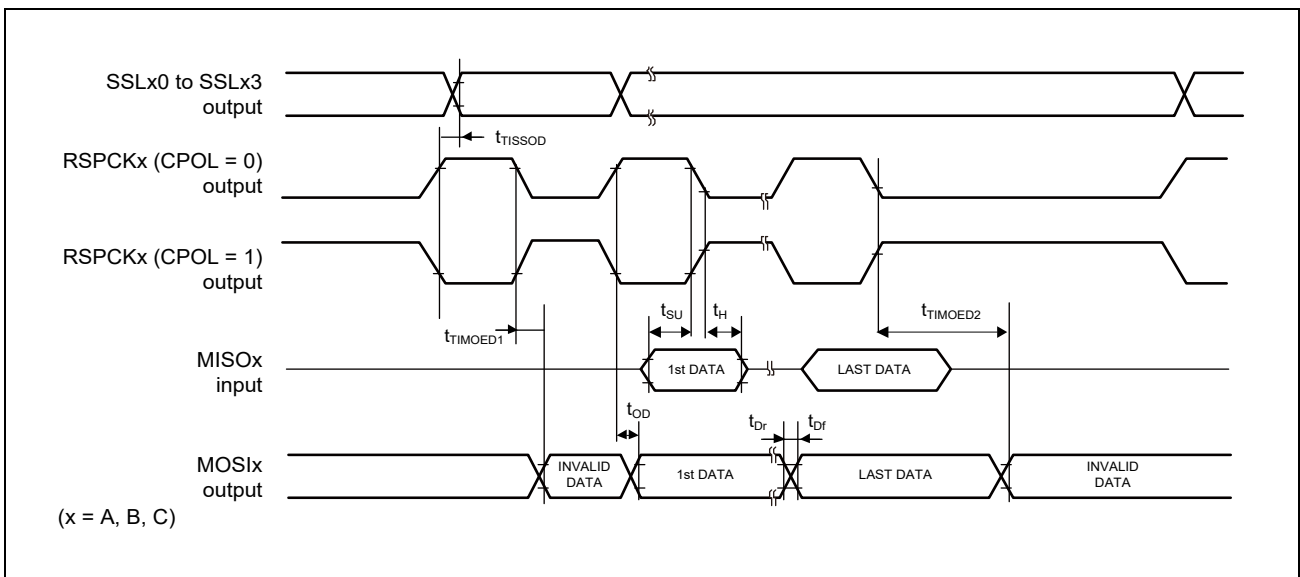 SSLx0 to SSLx3
output
tTISSOD
RSPCKx (CPOL = 0)
output
RSPCKx (CPOL = 1)
output
tTIMOED1
tSU
tH
tTIMOED2
MISOx
input
1st DATA
LAST DATA
tOD
tDr
tDf
MOSIx
output
INVALID
DATA
1st DATA
LAST DATA
INVALID
DATA
(x = A, B, C)